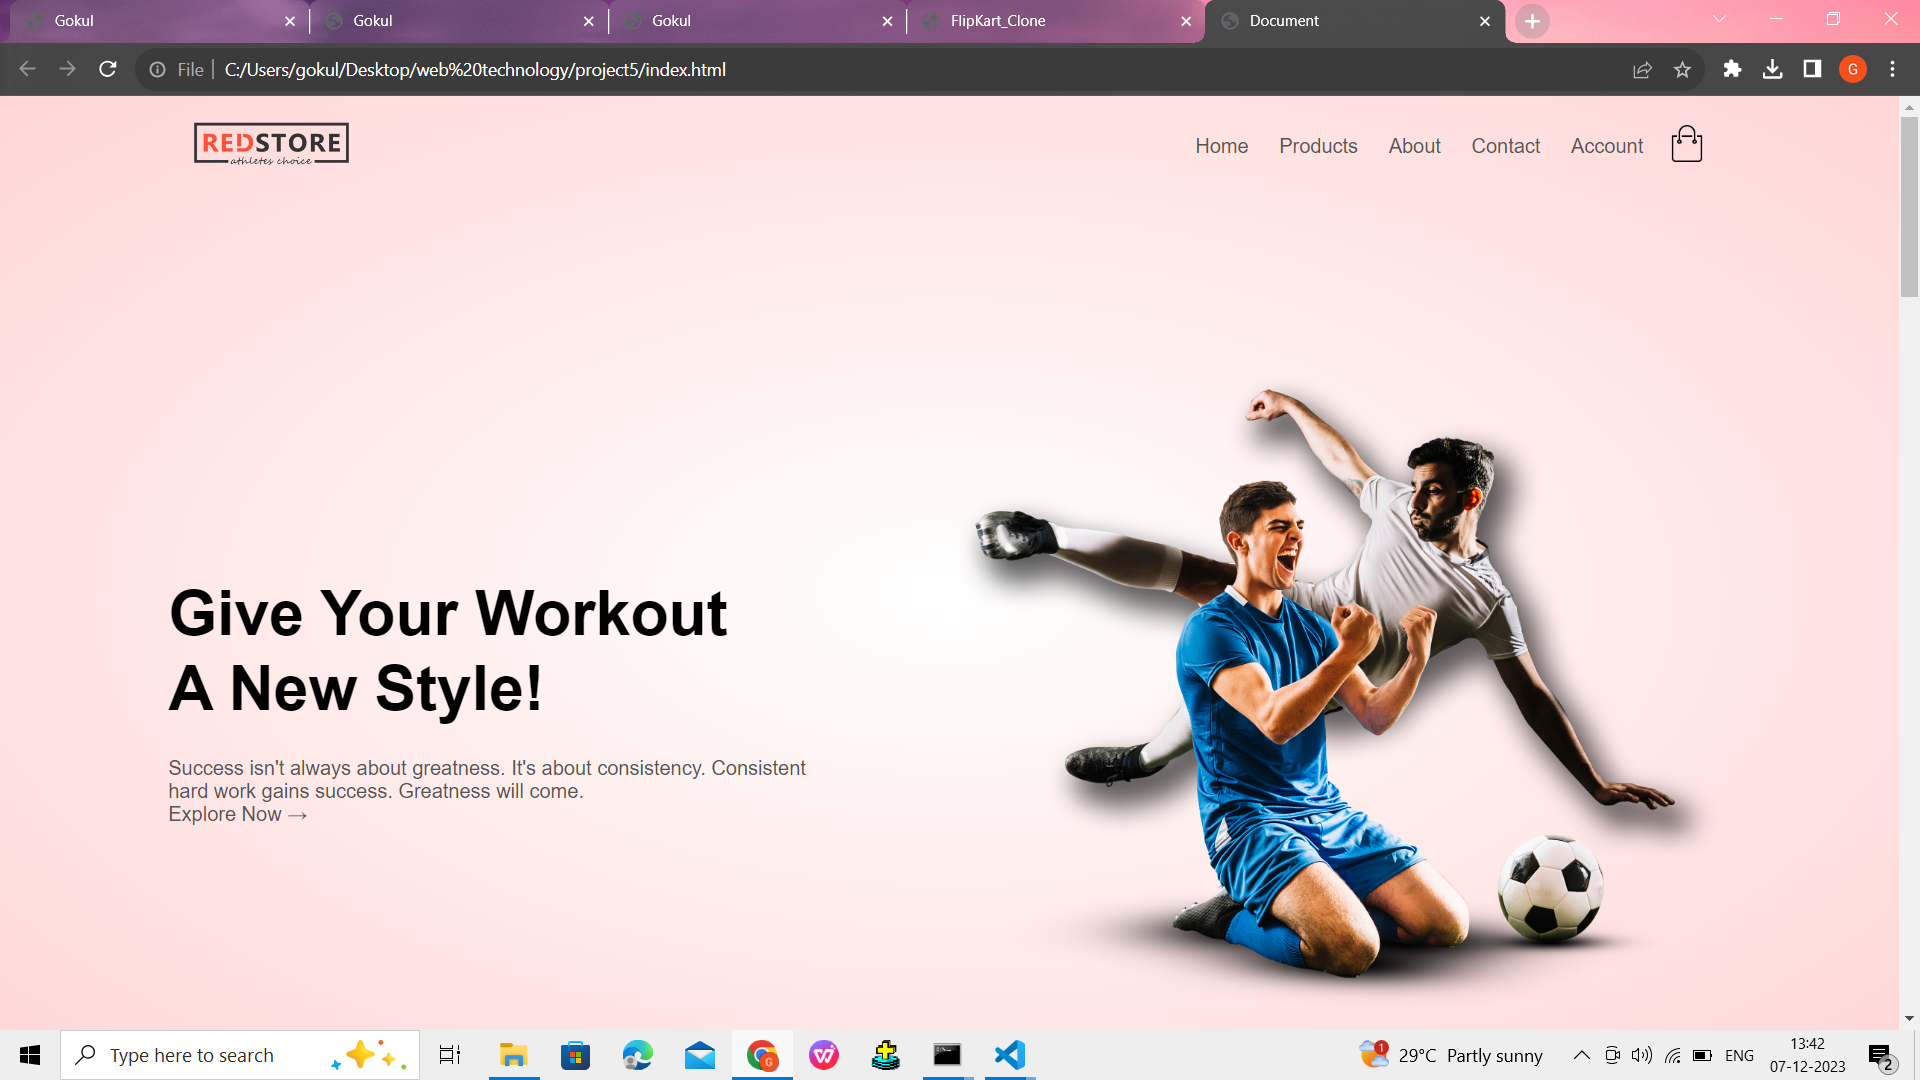 Gokul
Gokul
Gokul
FlipKart_Clone
Document
File
C:/Users/gokul/Desktop/web%20technology/project5/index.html
G
REDSTORE
athletes choice
Home
Products
About
Contact
Account
Give Your Workout
A New Style!
Success isn't always about greatness. It's about consistency. Consistent
hard work gains success. Greatness will come.
Explore Now →
Type here to search
G
1
29°C Partly sunny
ENG
13:42
07-12-2023
2